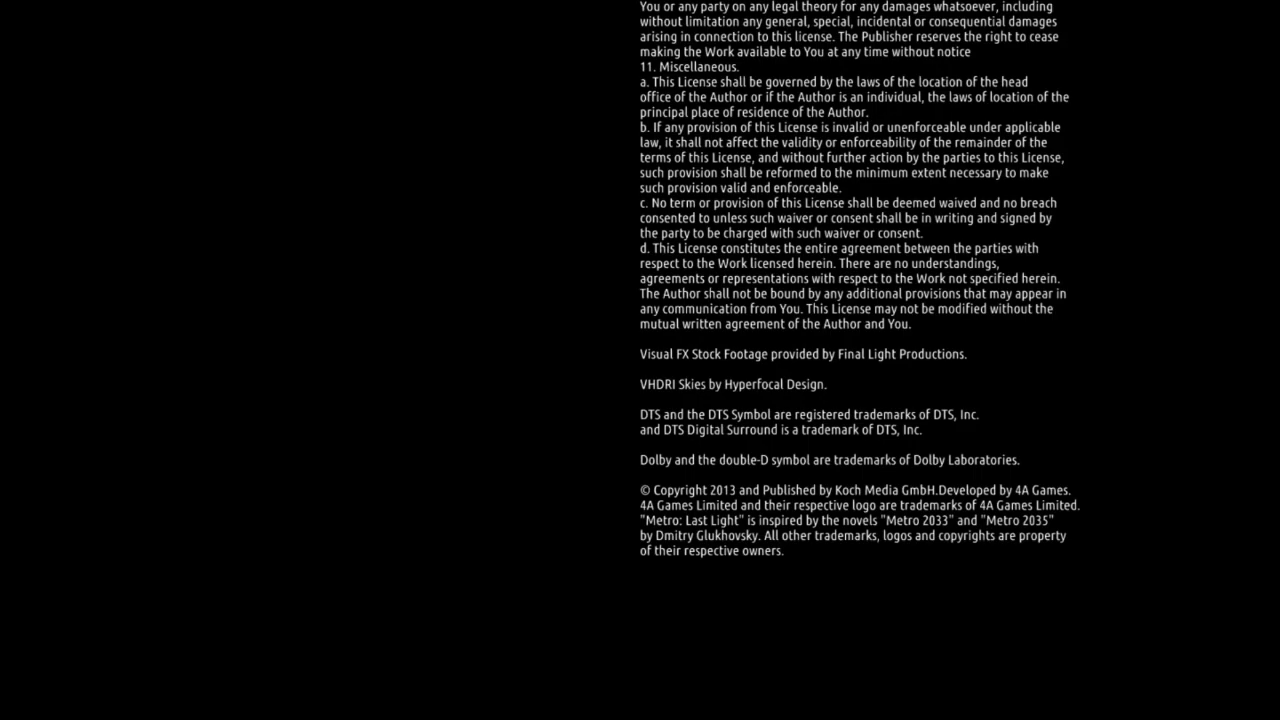 You or any party on any legal theory for any damages whatsoever, including
without limitation any general, special, incidental or consequential damages
arising in connection to this license. The Publisher reserves the right to cease
making the Work available to You at any time without notice
11. Miscellaneous.
a. This License shall be governed by the laws of the location of the head
office of the Author or if the Author is an individual, the laws of location of the
principal place of residence of the Author.
b. If any provision of this License is invalid or unenforceable under applicable
law, it shall not affect the validity or enforceability of the remainder of the
terms of this License, and without further action by the parties to this License,
such provision shall be reformed to the minimum extent necessary to make
such provision valid and enforceable.
c. No term or provision of this License shall be deemed waived and no breach
consented to unless such waiver or consent shall be in writing and signed by
the party to be charged with such waiver or consent.
d. This License constitutes the entire agreement between the parties with
respect to the Work licensed herein. There are no understandings,
agreements or representations with respect to the Work not specified herein.
The Author shall not be bound by any additional provisions that may appear in
any communication from You. This License may not be modified without the
mutual written agreement of the Author and You.
Visual FX Stock Footage provided by Final Light Productions.
VHDRI Skies by Hyperfocal Design.
DTS and the DTS Symbol are registered trademarks of DTS, Inc.
and DTS Digital Surround is a trademark of DTS, Inc.
Dolby and the double-D symbol are trademarks of Dolby Laboratories.
© Copyright 2013 and Published by Koch Media GmbH.Developed by 4A Games.
4A Games Limited and their respective logo are trademarks of 4A Games Limited.
"Metro: Last Light" is inspired by the novels "Metro 2033" and "Metro 2035"
by Dmitry Glukhovsky. All other trademarks, logos and copyrights are property
of their respective owners.